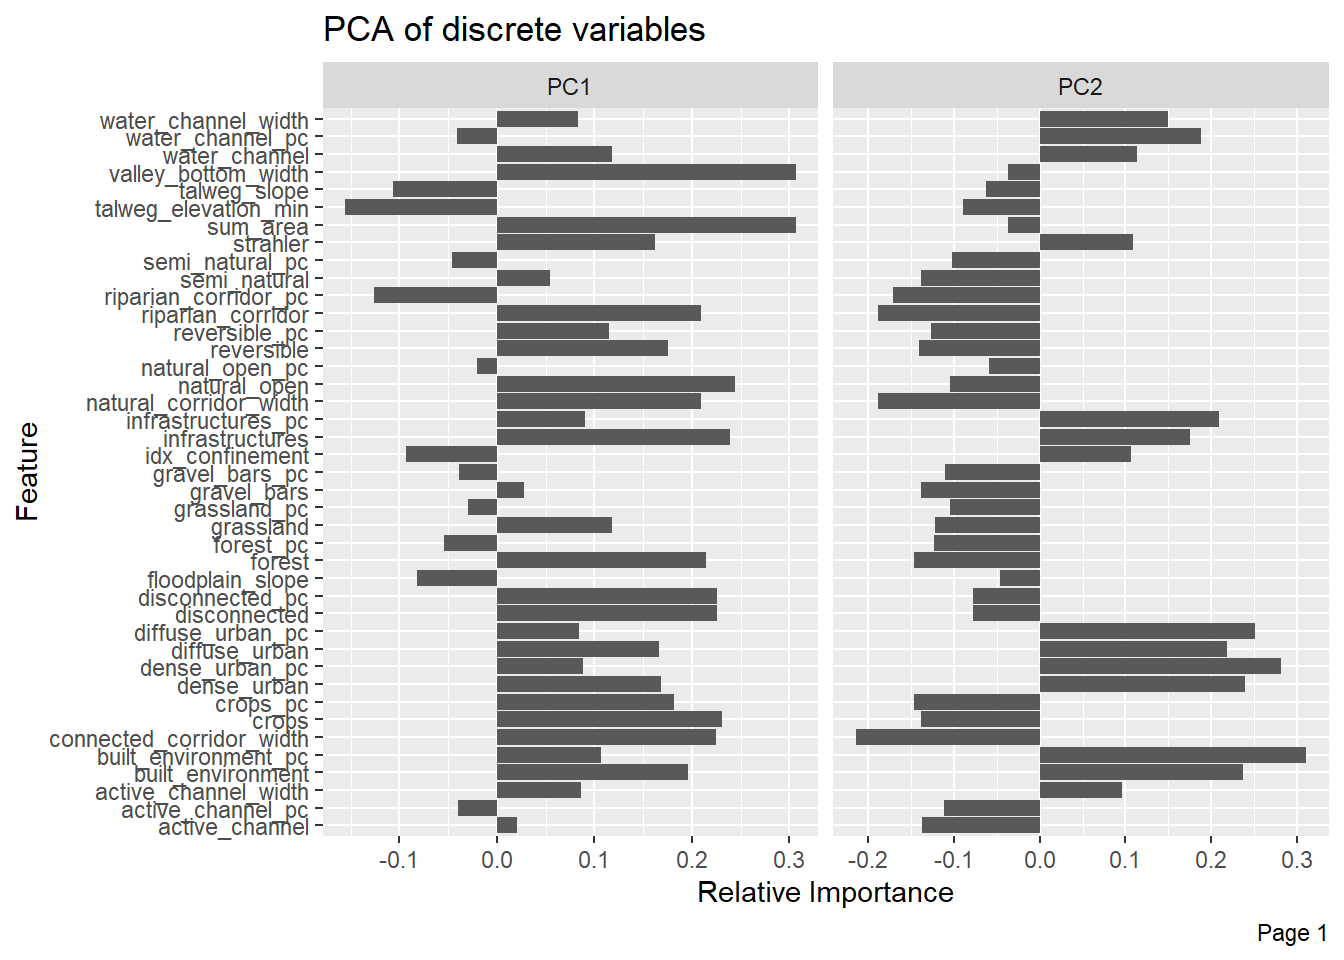 PCA of discrete variables
PC1 PC2
water_channel_width
water_channel_pc
water_channel
valley_bottom_width
talweg_slope
talweg_elevation_min
sum_area
strahler
semi_natural_pc
semi_natural
riparian_corridor_pc
riparian_corridor
reversible_pc
reversible
natural_open_pc
natural_open
natural_corridor_width
infrastructures_pc
infrastructures
idx_confinement
gravel_bars_pc
gravel_bars
grassland_pc
grassland
forest_pc
forest
floodplain_slope
disconnected_pc
disconnected
diffuse_urban_pc
diffuse_urban
dense_urban_pc
dense_urban
crops_pc
crops
connected_corridor_width
built_environment_pc
built_environment
active_channel_width
active_channel_pc
active_channel
Feature
-0.1 0.0 0.1 0.2 0.3 -0.2 -0.1 0.0 0.1 0.2 0.3
Relative Importance
Page 1